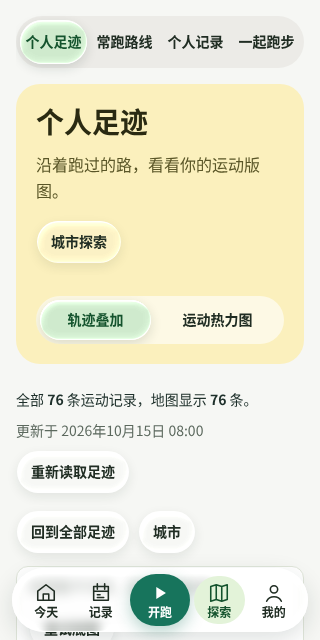 个人足迹 常跑路线 个人记录 一起跑步
个人足迹
沿着跑过的路，看看你的运动版
图。
城市探索
轨迹叠加 运动热力图
全部 76 条运动记录，地图显示 76 条。
更新于 2026年10月15日 08:00
重新读取足迹
回到全部足迹 城市
今天 记录 开跑 探索 我的